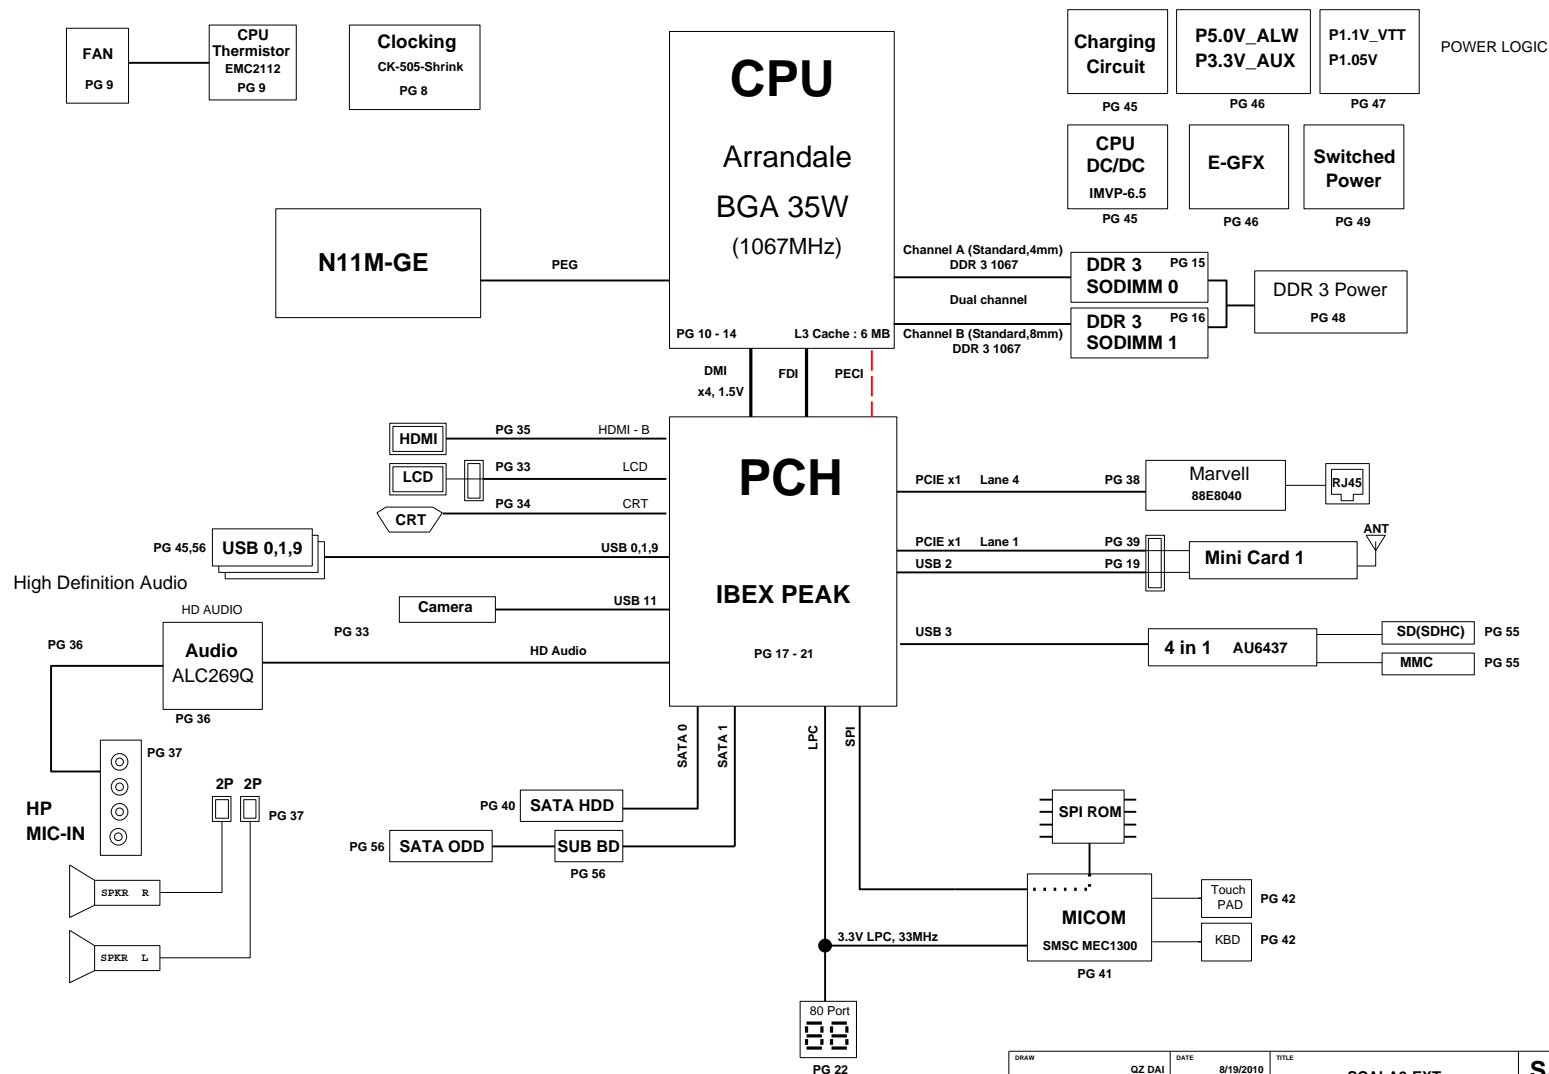 FAN
PG 9
CPU
Thermistor
EMC2112
PG 9
Clocking
CK-505-Shrink
PG 8
CPU
Arrandale
BGA 35W
(1067MHz)
PG 10 - 14
L3 Cache : 6 MB
Charging
Circuit
PG 45
P5.0V_ALW
P3.3V_AUX
PG 46
P1.1V_VTT
P1.05V
PG 47
POWER LOGIC
CPU
DC/DC
IMVP-6.5
PG 45
E-GFX
PG 46
Switched
Power
PG 49
N11M-GE
PEG
Channel A (Standard,4mm)
DDR 3 1067
Dual channel
Channel B (Standard,8mm)
DDR 3 1067
DDR 3 PG 15
SODIMM 0
DDR 3 PG 16
SODIMM 1
DDR 3 Power
PG 48
DMI
x4, 1.5V
FDI
PECI
HDMI
PG 35
HDMI - B
LCD
PG 33
LCD
CRT
PG 34
CRT
PG 45,56
USB 0,1,9
USB 0,1,9
High Definition Audio
Camera
USB 11
PG 33
HD AUDIO
PG 36
Audio
ALC269Q
PG 36
HD Audio
PCH
IBEX PEAK
PG 17 - 21
PCIE x1 Lane 4
PG 38
Marvell
88E8040
RJ45
PCIE x1 Lane 1
PG 39
USB 2
PG 19
Mini Card 1
ANT
USB 3
4 in 1 AU6437
SD(SDHC)
PG 55
MMC
PG 55
SATA 0
SATA 1
LPC
SPI
PG 37
HP
MIC-IN
2P 2P
PG 37
SPKR R
SPKR L
PG 40
SATA HDD
PG 56
SATA ODD
SUB BD
PG 56
SPI ROM
MICOM
SMSC MEC1300
PG 41
3.3V LPC, 33MHz
Touch
PAD
PG 42
KBD
PG 42
80 Port
88
PG 22
DRAW
QZ DAI
DATE
8/19/2010
TITLE